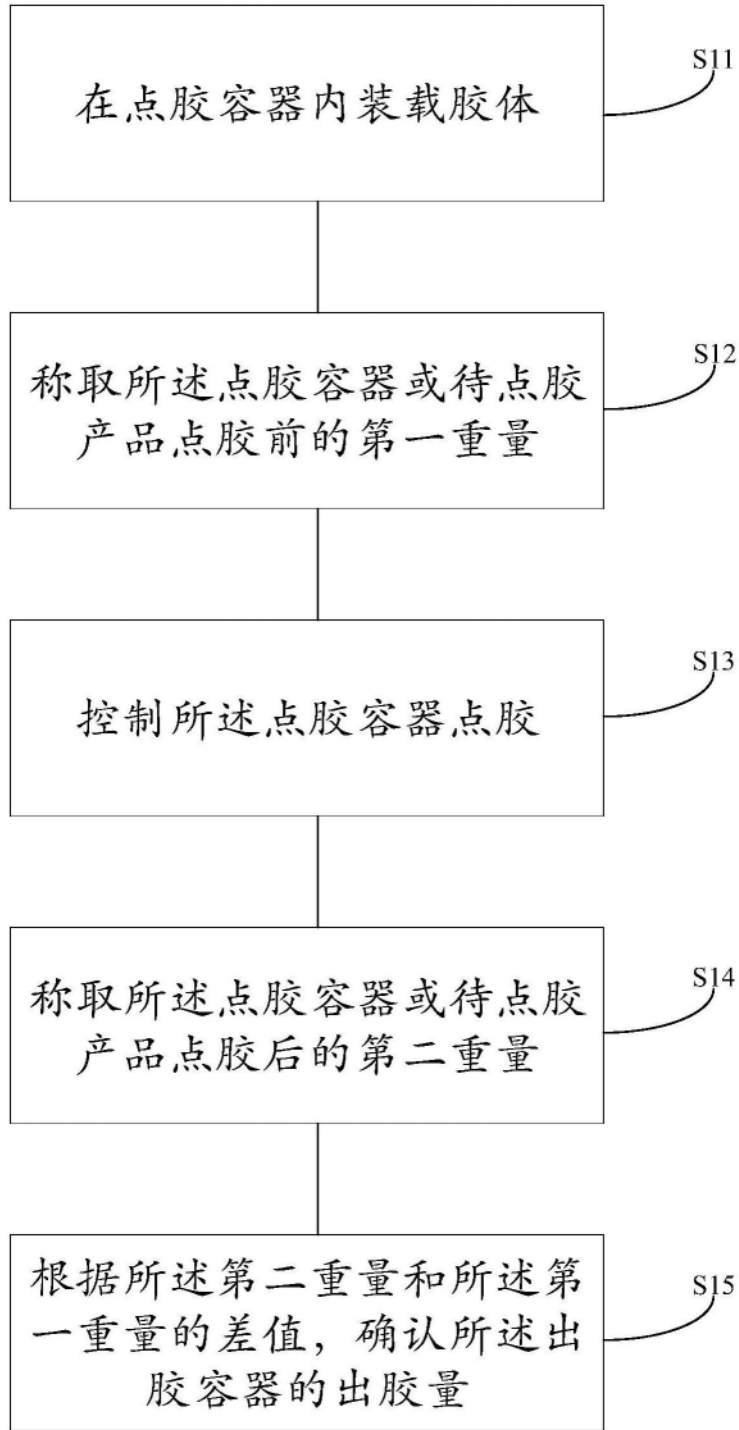 S11
在点胶容器内装载胶体
S12
称取所述点胶容器或待点胶
产品点胶前的第一重量
S13
控制所述点胶容器点胶
S14
称取所述点胶容器或待点胶
产品点胶后的第二重量
S15
根据所述第二重量和所述第
一重量的差值，确认所述出
胶容器的出胶量